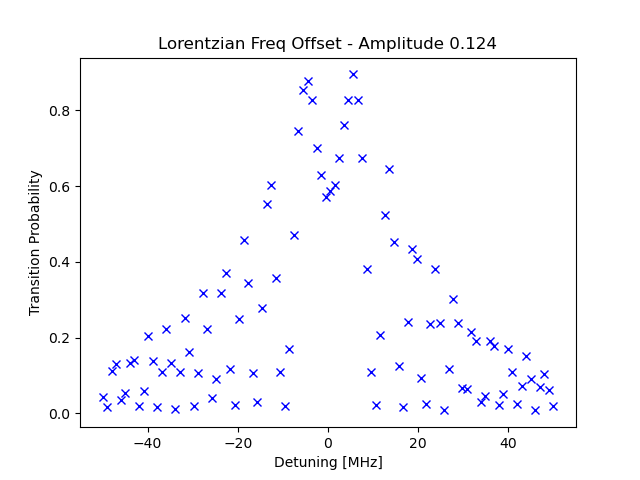 Lorentzian Freq Offset - Amplitude 0.124
Transition Probability
0.8
0.6
0.4
0.2
0.0
−40 −20 0 20 40
Detuning [MHz]